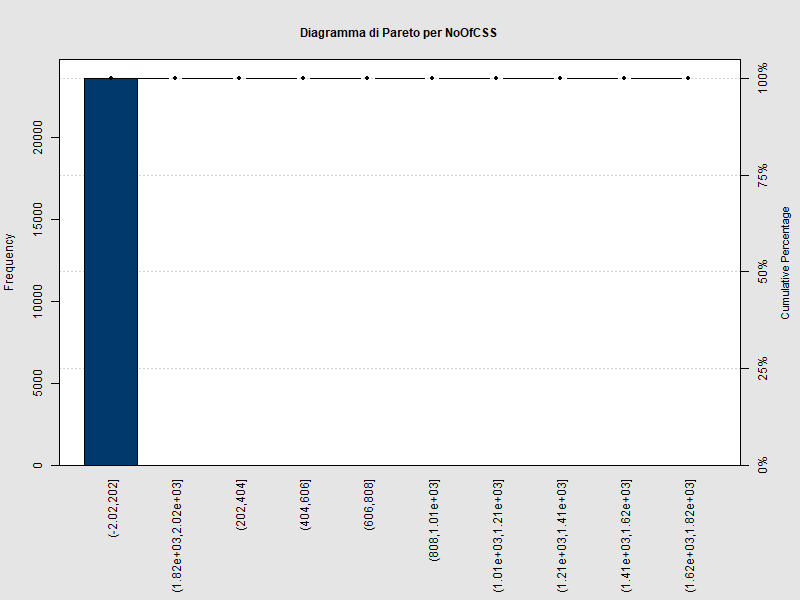 Diagramma di Pareto per NoOfCSS
Frequency
0
5000
10000
15000
20000
(-2.02,202]
(1.82e+03,2.02e+03]
(202,404]
(404,606]
(606,808]
(808,1.01e+03]
(1.01e+03,1.21e+03]
(1.21e+03,1.41e+03]
(1.41e+03,1.62e+03]
(1.62e+03,1.82e+03]
0%
25%
50%
75%
100%
Cumulative Percentage